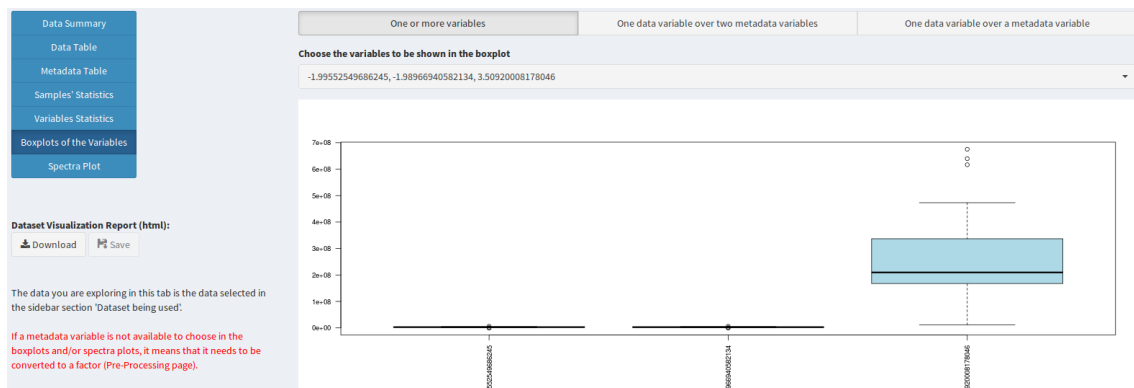 Data Summary
Data Table
Metadata Table
Samples' Statistics
Variables Statistics
Boxplots of the Variables
Spectra Plot
Dataset Visualization Report (html):
Download Save
The data you are exploring in this tab is the data selected in
the sidebar section 'Dataset being used'.
If a metadata variable is not available to choose in the
boxplots and/or spectra plots, it means that it needs to be
converted to a factor (Pre-Processing page).
One or more variables One data variable over two metadata variables One data variable over a metadata variable
Choose the variables to be shown in the boxplot
-1.99552549686245, -1.98966940582134, 3.50920008178046
7e+08
6e+08
5e+08
4e+08
3e+08
2e+08
1e+08
0e+00
552549686245
966940582134
920008178046